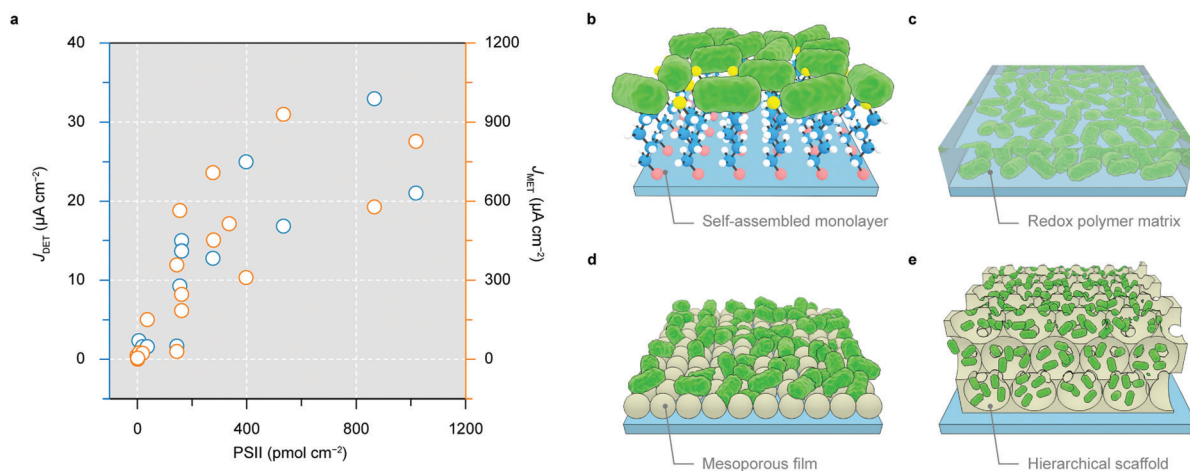 a
40
30
20
10
0
J_DET (μA cm⁻²)
1200
900
600
300
0
J_MET (μA cm⁻²)
0
400
800
1200
PSII (pmol cm⁻²)
b
Self-assembled monolayer
c
Redox polymer matrix
d
Mesoporous film
e
Hierarchical scaffold